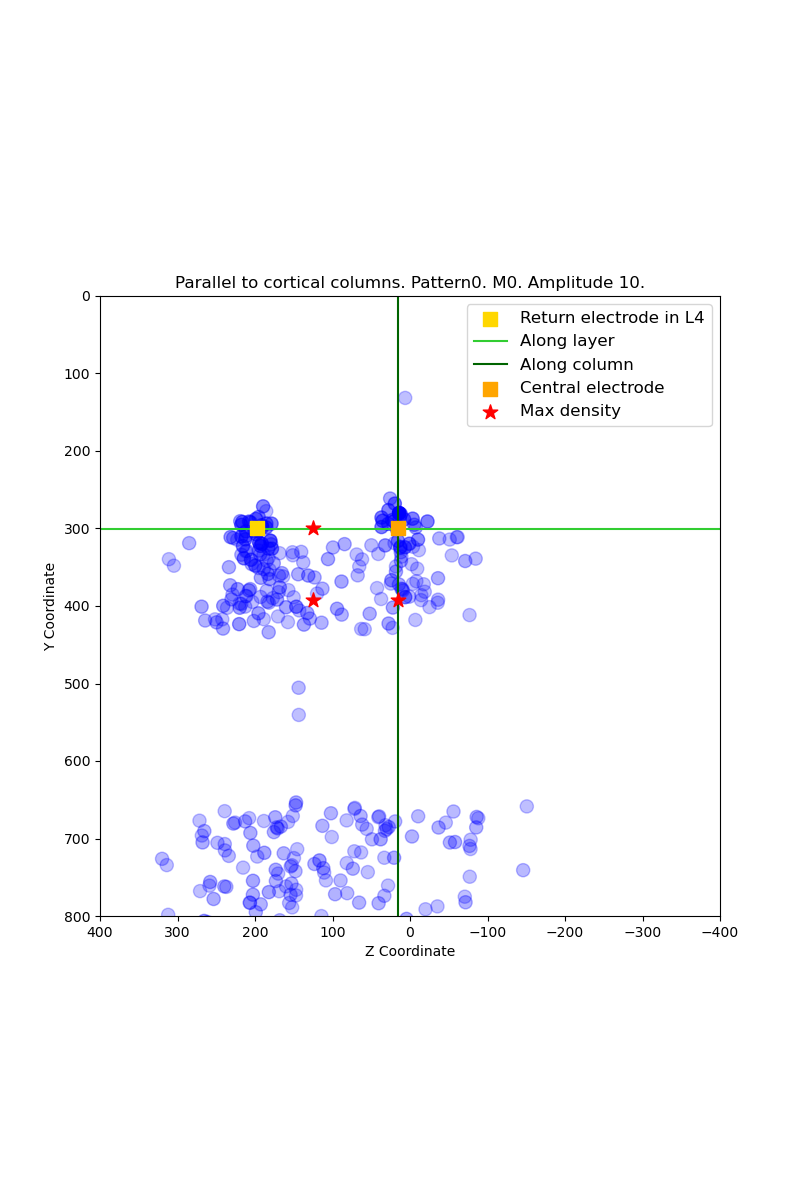 Parallel to cortical columns. Pattern0. M0. Amplitude 10.
Return electrode in L4
Along layer
Along column
Central electrode
Max density
Y Coordinate
0
100
200
300
400
500
600
700
800
400 300 200 100 0 −100 −200 −300 −400
Z Coordinate